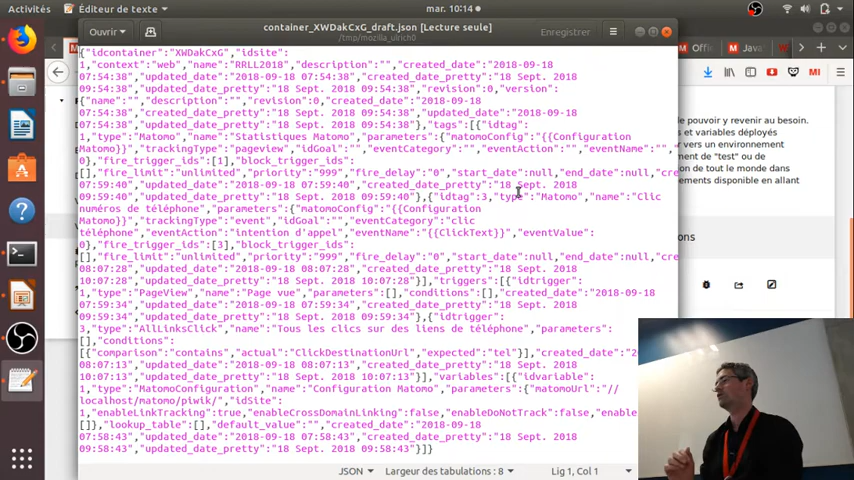 Activités
Éditeur de texte
mar. 10:14
Ouvrir
container_XWDakCxG_draft.json [Lecture seule]
/tmp/mozilla_ulrich0
Enregistrer
{"idcontainer":"XWDakCxG","idsite":
1,"context":"web","name":"RRLL2018","description":"","created_date":"2018-09-18
07:54:38","updated_date":"2018-09-18 07:54:38","created_date_pretty":"18 Sept. 2018
09:54:38","updated_date_pretty":"18 Sept. 2018 09:54:38","revision":0,"version":
{"name":"","description":"","revision":0,"created_date":"2018-09-18
07:54:38","updated_date":"2018-09-18
07:54:38","created_date_pretty":"18 Sept. 2018
09:54:38","updated_date_pretty":"18 Sept. 2018 09:54:38"},"tags":[{"idtag":
1,"type":"Matomo","name":"Statistiques Matomo","parameters":{"matomoConfig":"{{Configuration
Matomo}}","trackingType":"pageview","idGoal":"","eventCategory":"","eventAction":"","eventName":"",
0},"fire_trigger_ids":[1],"block_trigger_ids":
[],"fire_limit":"unlimited","priority":"999","fire_delay":"0","start_date":null,"end_date":null,"cre
07:59:40","updated_date":"2018-09-18 07:59:40","created_date_pretty":"18 Sept. 2018
09:59:40","updated_date_pretty":"18 Sept. 2018 09:59:40"},{"idtag":3,"type":"Matomo","name":"Clic
numéros de téléphone","parameters":{"matomoConfig":"{{Configuration
Matomo}}","trackingType":"event","idGoal":"","eventCategory":"clic
téléphone","eventAction":"intention d'appel","eventName":"{{ClickText}}","eventValue":
0},"fire_trigger_ids":[3],"block_trigger_ids":
[],"fire_limit":"unlimited","priority":"999","fire_delay":"0","start_date":null,"end_date":null,"cre
08:07:28","updated_date":"2018-09-18 08:07:28","created_date_pretty":"18 Sept. 2018
10:07:28","updated_date_pretty":"18 Sept. 2018 10:07:28"}],"triggers":[{"idtrigger":
1,"type":"PageView","name":"Page vue","parameters":[],"conditions":[],"created_date":"2018-09-18
07:59:34","updated_date":"2018-09-18 07:59:34","created_date_pretty":"18 Sept. 2018
09:59:34","updated_date_pretty":"18 Sept. 2018 09:59:34"},{"idtrigger":
3,"type":"AllLinksClick","name":"Tous les clics sur des liens de téléphone","parameters":
[],"conditions":
[{"comparison":"contains","actual":"ClickDestinationUrl","expected":"tel"}],"created_date":"2
08:07:13","updated_date":"2018-09-18 08:07:13","created_date_pretty":"18 Sept. 2018
10:07:13","updated_date_pretty":"18 Sept. 2018 10:07:13"}],"variables":[{"idvariable":
1,"type":"MatomoConfiguration","name":"Configuration Matomo","parameters":{"matomoUrl":"//
localhost/matomo/piwik/","idSite":
1,"enableLinkTracking":true,"enableCrossDomainLinking":false,"enableDoNotTrack":false,"enable
[]},"lookup_table":[],"default_value":"","created_date":"2018-09-18
07:58:43","updated_date":"2018-09-18 07:58:43","created_date_pretty":"18 Sept. 2018
09:58:43","updated_date_pretty":"18 Sept. 2018 09:58:43"}]}
JSON
Largeur des tabulations : 8
Lig 1, Col 1
Offi
Java
MI
de pouvoir y revenir au besoin.
s et variables déployés
r vers un environnement
de "test" ou de
n de tout le monde dans
lacements disponible en allant
ons